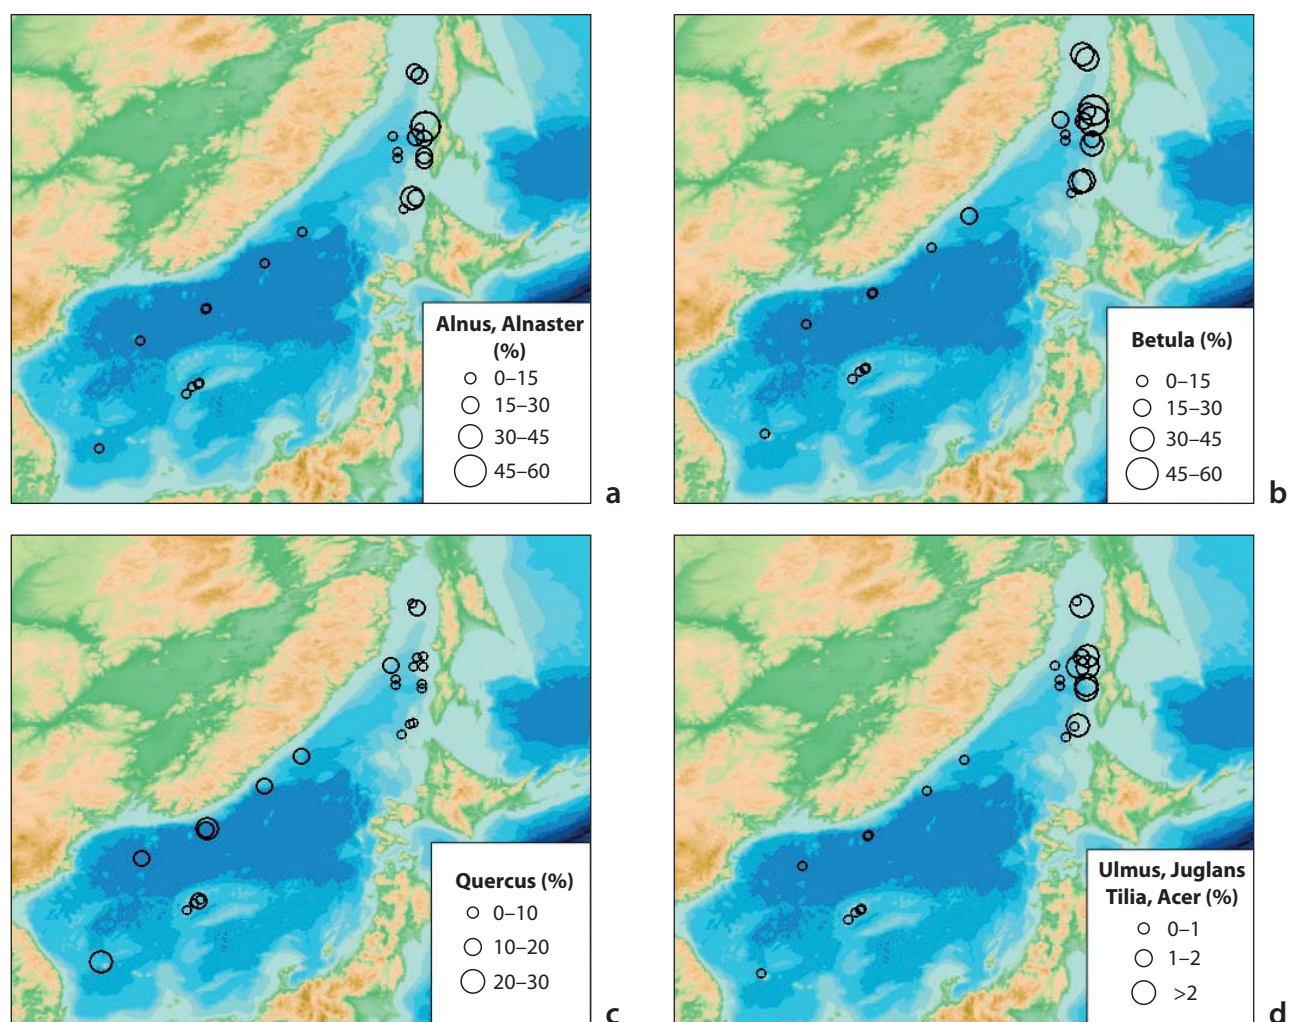 Alnus, Alnaster
(%)
0–15
15–30
30–45
45–60
a
Betula (%)
0–15
15–30
30–45
45–60
b
Quercus (%)
0–10
10–20
20–30
c
Ulmus, Juglans
Tilia, Acer (%)
0–1
1–2
>2
d